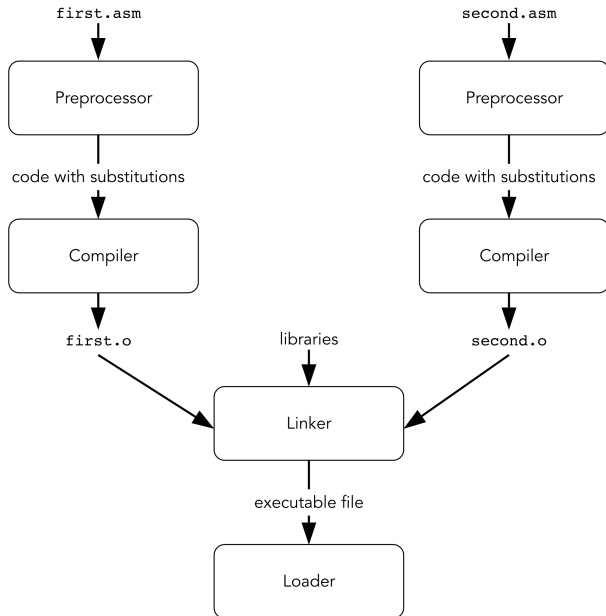 first.asm
second.asm
Preprocessor
Preprocessor
code with substitutions
code with substitutions
Compiler
Compiler
first.o
libraries
second.o
Linker
executable file
Loader